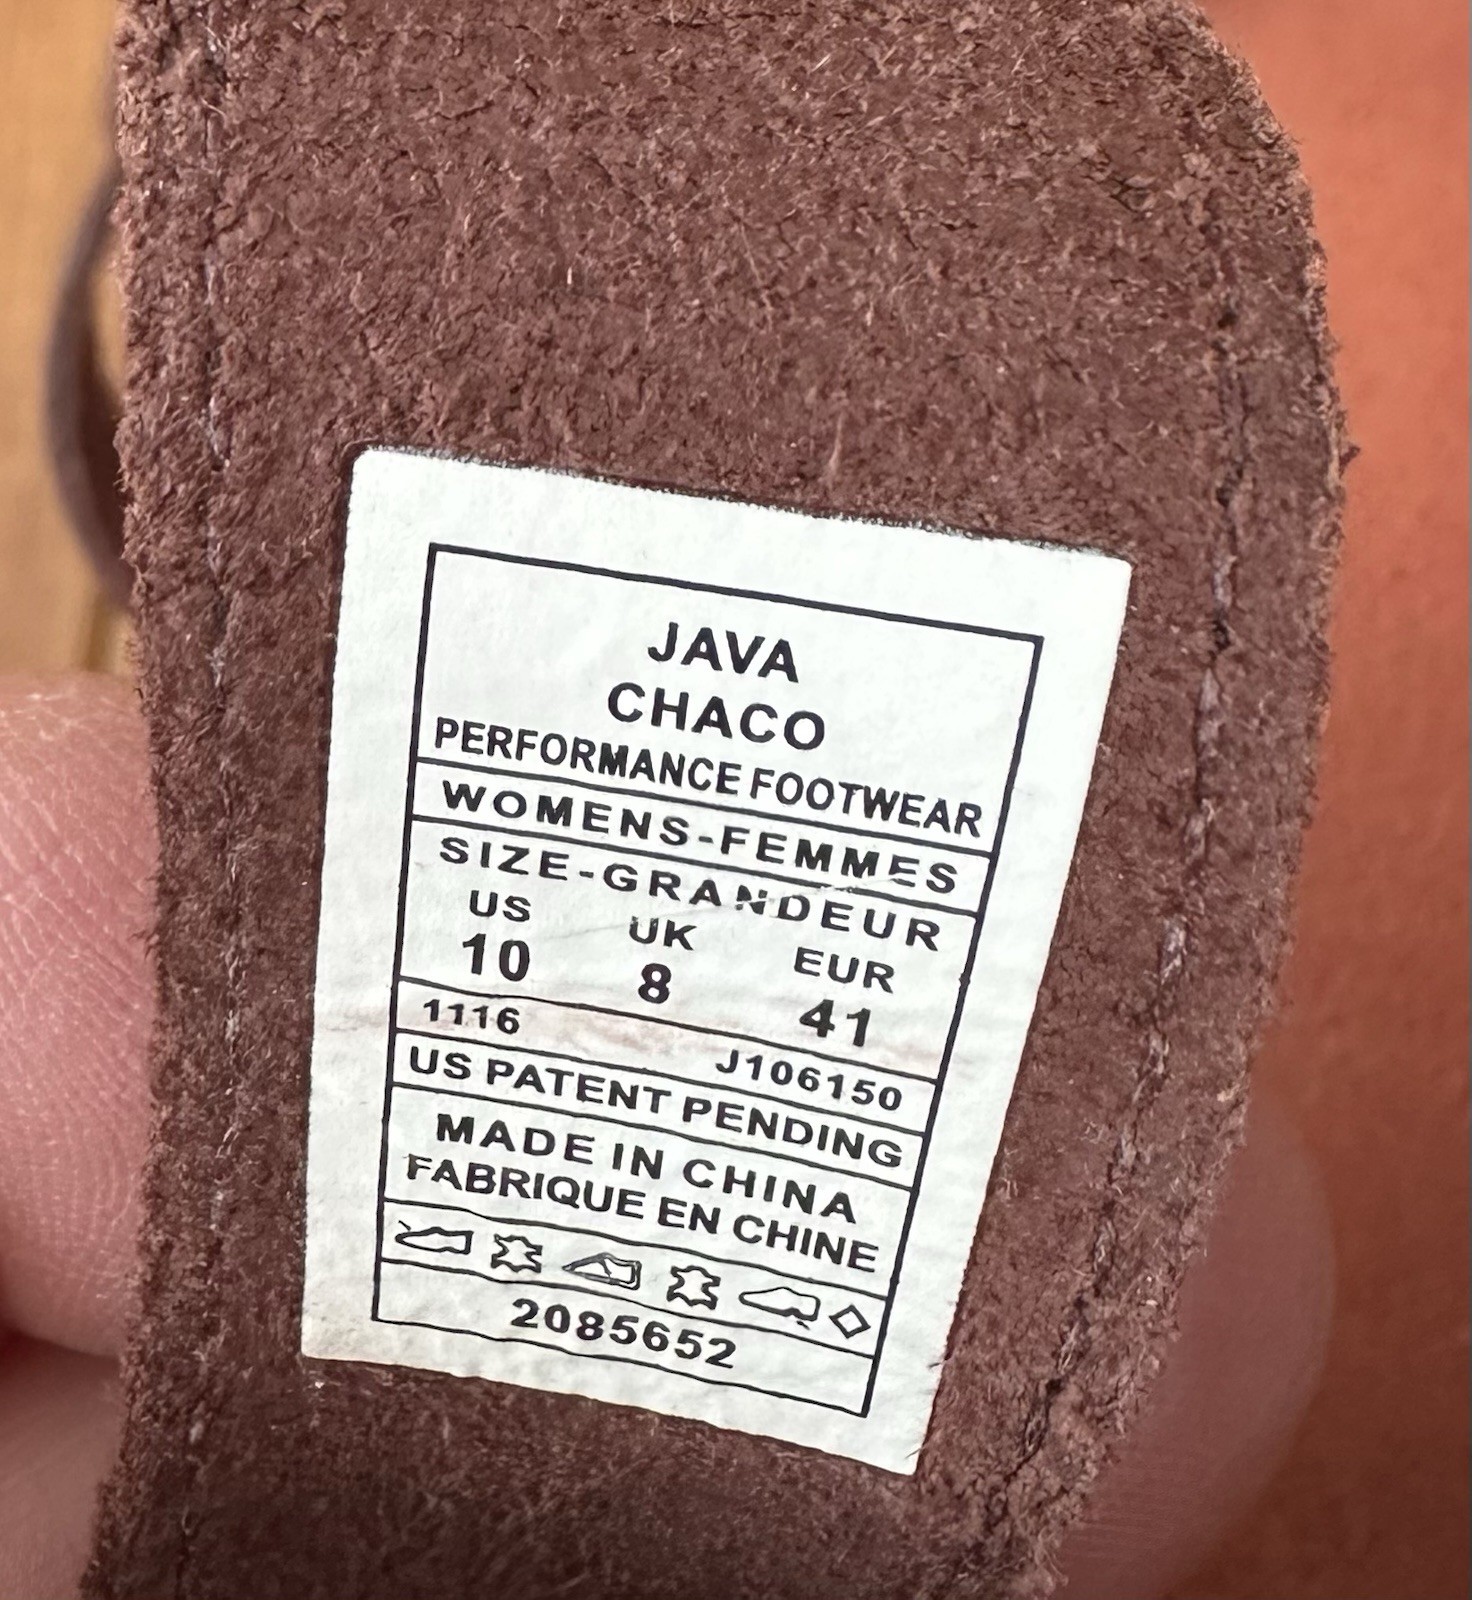 JAVA
CHACO
PERFORMANCE FOOTWEAR
WOMENS-FEMMES
SIZE-GRANDEUR
US UK EUR
10 8 41
1116 J106150
US PATENT PENDING
MADE IN CHINA
FABRIQUE EN CHINE
2085652